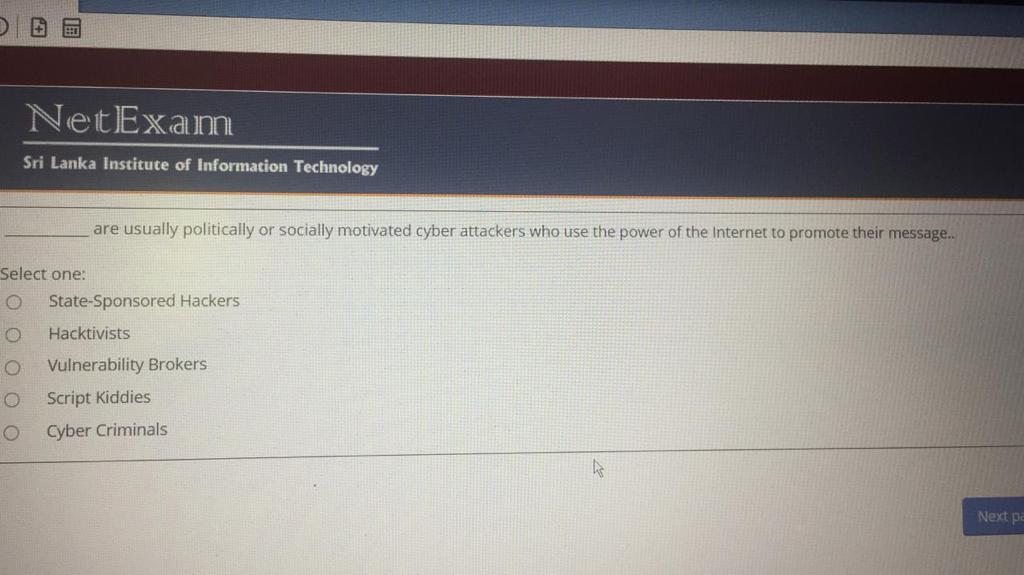 NetExam
Sri Lanka Institute of Information Technology
________ are usually politically or socially motivated cyber attackers who use the power of the Internet to promote their message..
Select one:
State-Sponsored Hackers
Hacktivists
Vulnerability Brokers
Script Kiddies
Cyber Criminals
Next pa